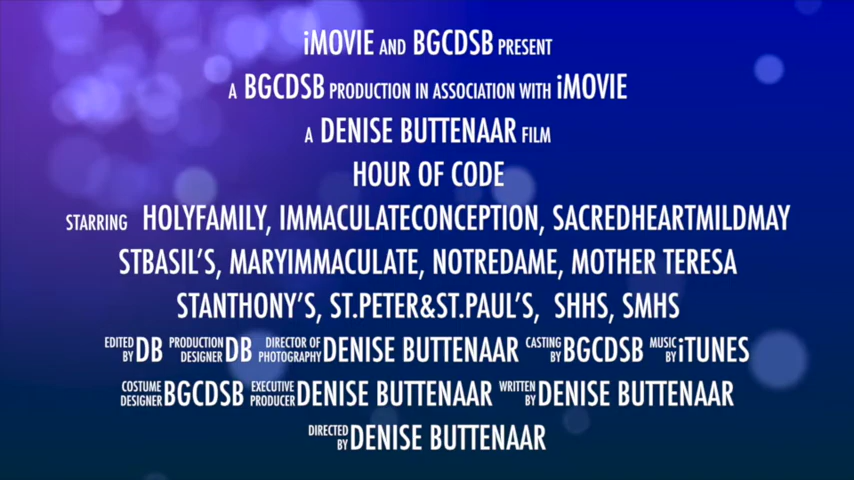 iMOVIE AND BGCDSB PRESENT
A BGCDSB PRODUCTION IN ASSOCIATION WITH iMOVIE
A DENISE BUTTENAAR FILM
HOUR OF CODE
STARRING HOLYFAMILY, IMMACULATECONCEPTION, SACREDHEARTMILDMAY
STBASIL'S, MARYIMMACULATE, NOTREDAME, MOTHER TERESA
STANTHONY'S, ST.PETER&ST.PAUL'S, SHHS, SMHS
EDITED BY DB PRODUCTION DESIGNER DB DIRECTOR OF PHOTOGRAPHY DENISE BUTTENAAR CASTING BY BGCDSB MUSIC BY iTUNES
COSTUME DESIGNER BGCDSB EXECUTIVE PRODUCER DENISE BUTTENAAR WRITTEN BY DENISE BUTTENAAR
DIRECTED BY DENISE BUTTENAAR